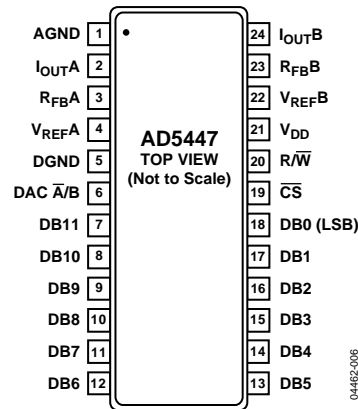 AGND 1 24 IOUTB
IOUTA 2 23 RFBB
RFBA 3 22 VREFB
VREFA 4 21 VDD
DGND 5 20 R/W̅
DAC A̅/B 6 19 C̅S̅
DB11 7 18 DB0 (LSB)
DB10 8 17 DB1
DB9 9 16 DB2
DB8 10 15 DB3
DB7 11 14 DB4
DB6 12 13 DB5
AD5447
TOP VIEW
(Not to Scale)
04462-006